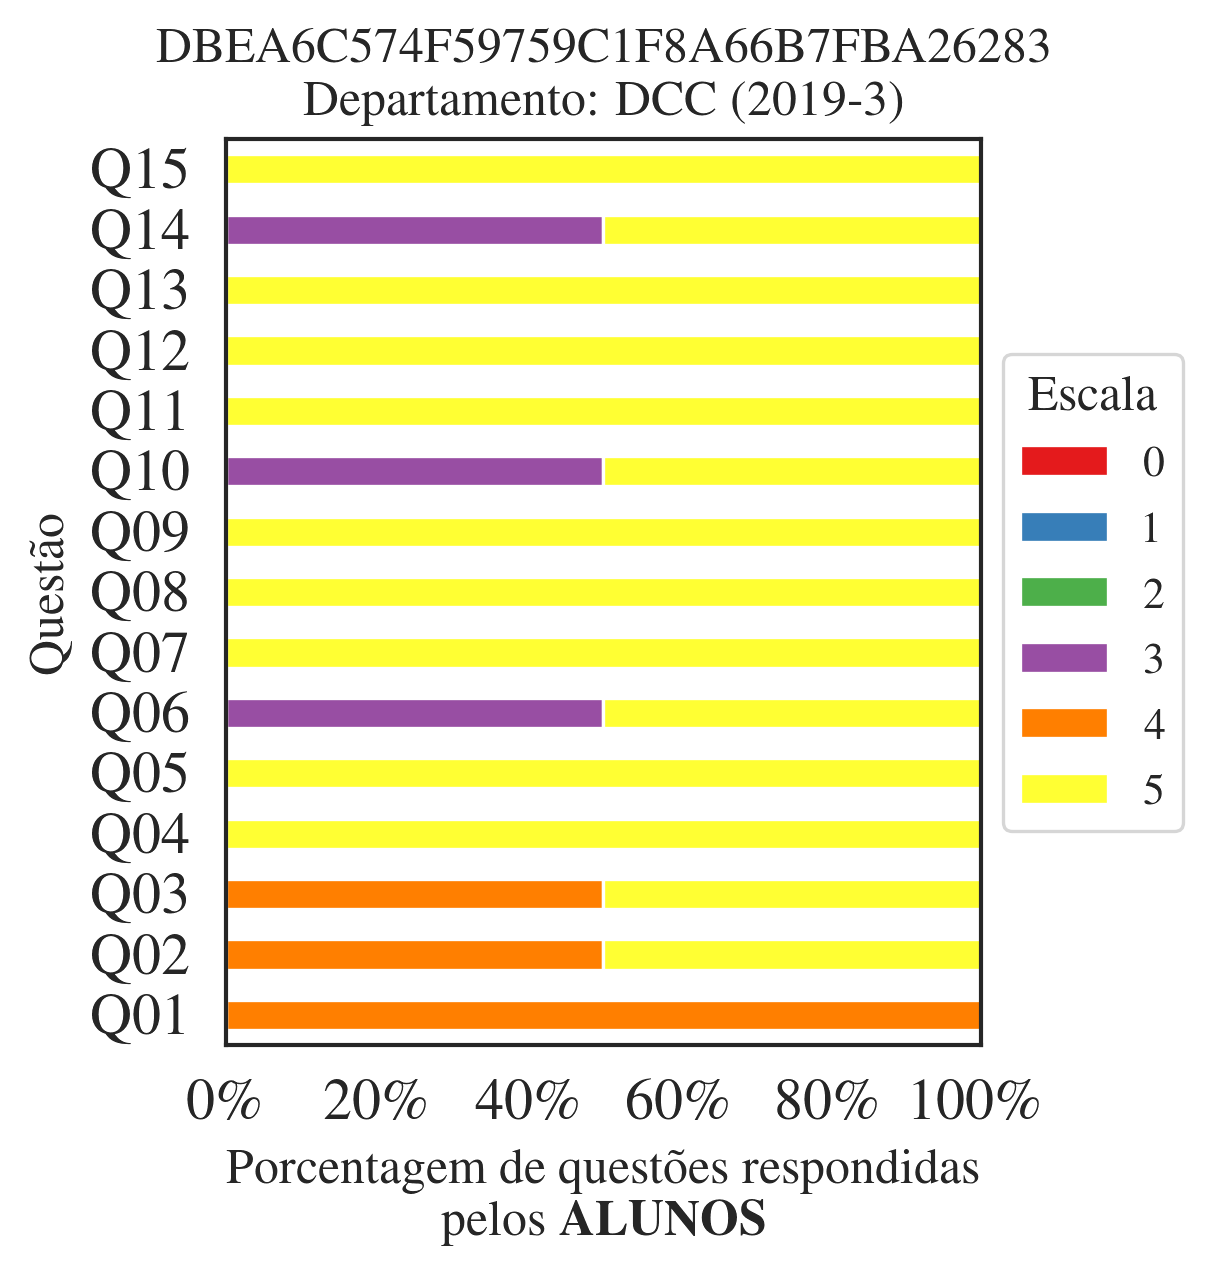 DBEA6C574F59759C1F8A66B7FBA26283
Departamento: DCC (2019-3)
Questão
Q15
Q14
Q13
Q12
Q11
Q10
Q09
Q08
Q07
Q06
Q05
Q04
Q03
Q02
Q01
0% 20% 40% 60% 80% 100%
Porcentagem de questões respondidas
pelos ALUNOS
Escala
0
1
2
3
4
5